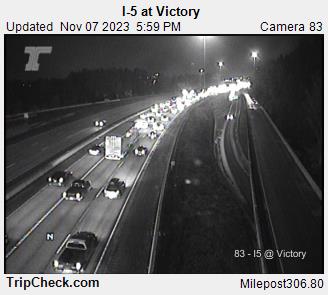 I-5 at Victory
Updated  Nov 07 2023  5:59 PM  Camera 83
T
N
83 - I5 @ Victory
TripCheck.com  Milepost306.80